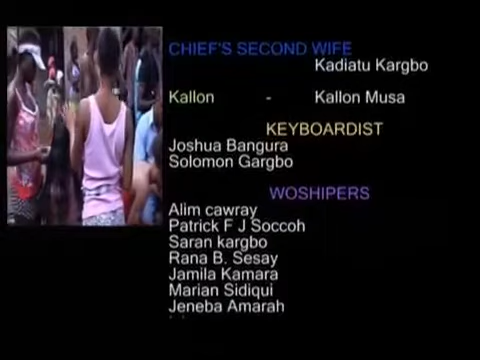 CHIEF'S SECOND WIFE
Kadiatu Kargbo
Kallon - Kallon Musa
KEYBOARDIST
Joshua Bangura
Solomon Gargbo
WOSHIPERS
Alim cawray
Patrick F J Soccoh
Saran kargbo
Rana B. Sesay
Jamila Kamara
Marian Sidiqui
Jeneba Amarah